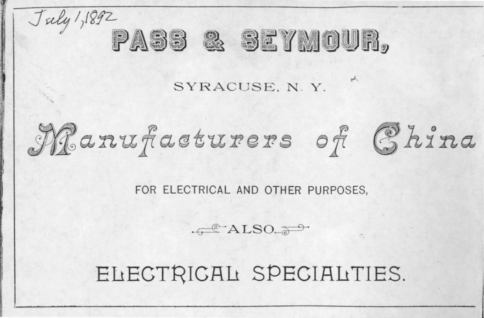 July 1, 1892
PASS & SEYMOUR,
SYRACUSE, N. Y.
Manufacturers of China
FOR ELECTRICAL AND OTHER PURPOSES,
ALSO
ELECTRICAL SPECIALTIES.